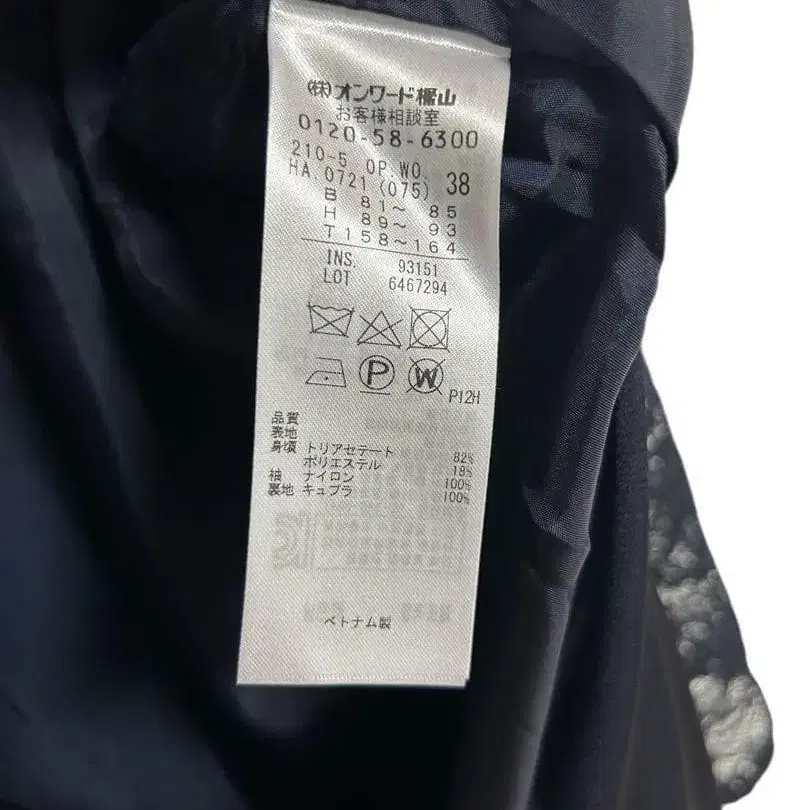 ㈱オンワード樫山
お客様相談室
0120-58-6300
210-5 OP.WO. 38
HA.0721 (075)
B 81～ 85
H 89～ 93
T 158～164
INS. 93151
LOT 6467294
P
W
P12H
品質
表地
身頃 トリアセテート 82%
ポリエステル 18%
袖 ナイロン 100%
裏地 キュプラ 100%
ベトナム製